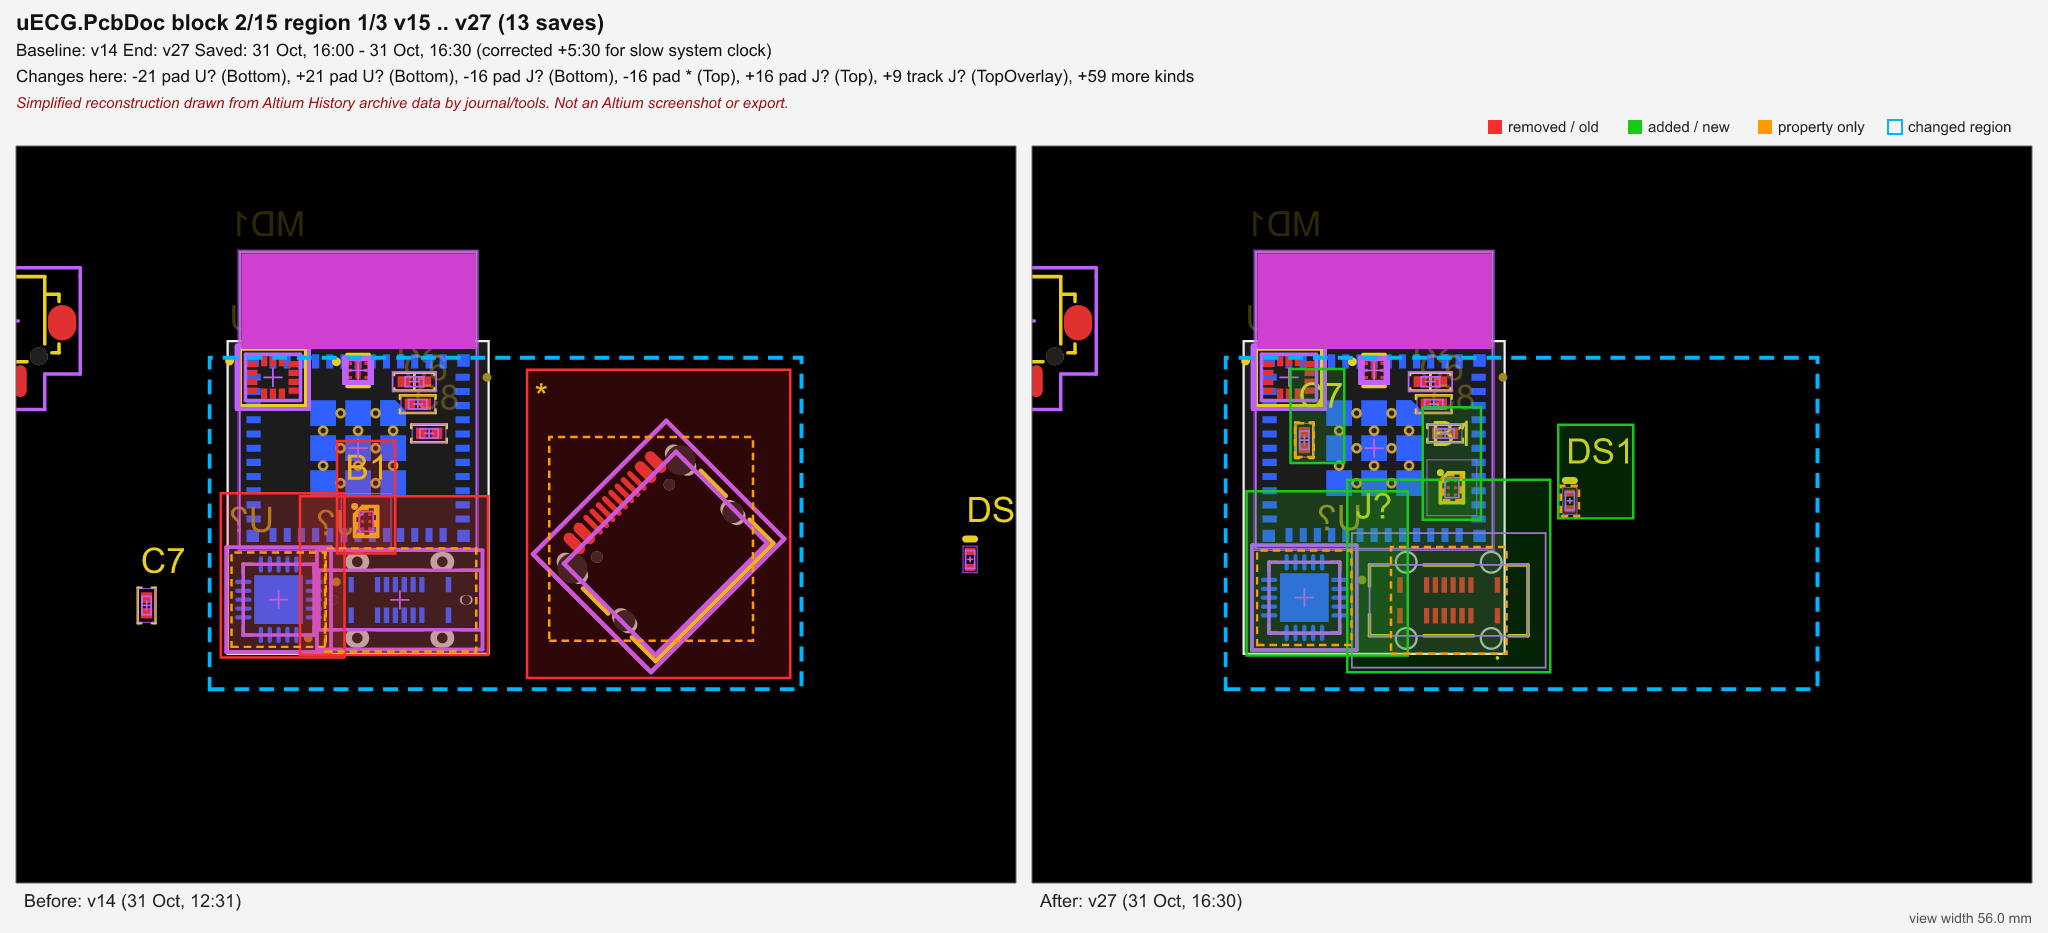 uECG.PcbDoc block 2/15 region 1/3 v15 .. v27 (13 saves)
Baseline: v14 End: v27 Saved: 31 Oct, 16:00 - 31 Oct, 16:30 (corrected +5:30 for slow system clock)
Changes here: -21 pad U? (Bottom), +21 pad U? (Bottom), -16 pad J? (Bottom), -16 pad * (Top), +16 pad J? (Top), +9 track J? (TopOverlay), +59 more kinds
Simplified reconstruction drawn from Altium History archive data by journal/tools. Not an Altium screenshot or export.
removed / old
added / new
property only
changed region
MD1
*
B1
U?
C7
DS
MD1
C7
DS1
J?
U?
Before: v14 (31 Oct, 12:31)
After: v27 (31 Oct, 16:30)
view width 56.0 mm